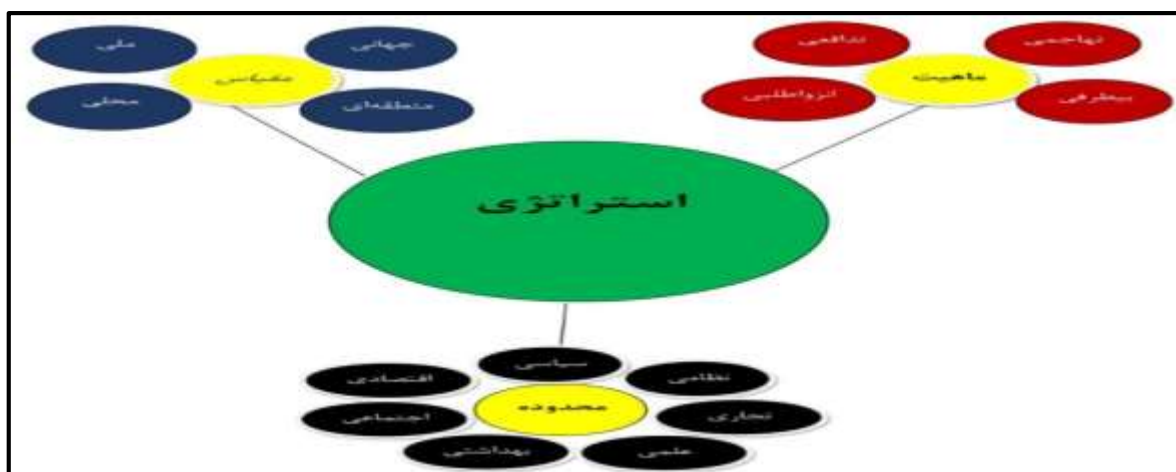 تهاجمی
تدافعی
ماهیت
بیطرفی
انزواطلبی
جهانی
ملی
مقیاس
منطقه‌ای
محلی
استراتژی
سیاسی
نظامی
اقتصادی
محدوده
تجاری
اجتماعی
علمی
بهداشتی